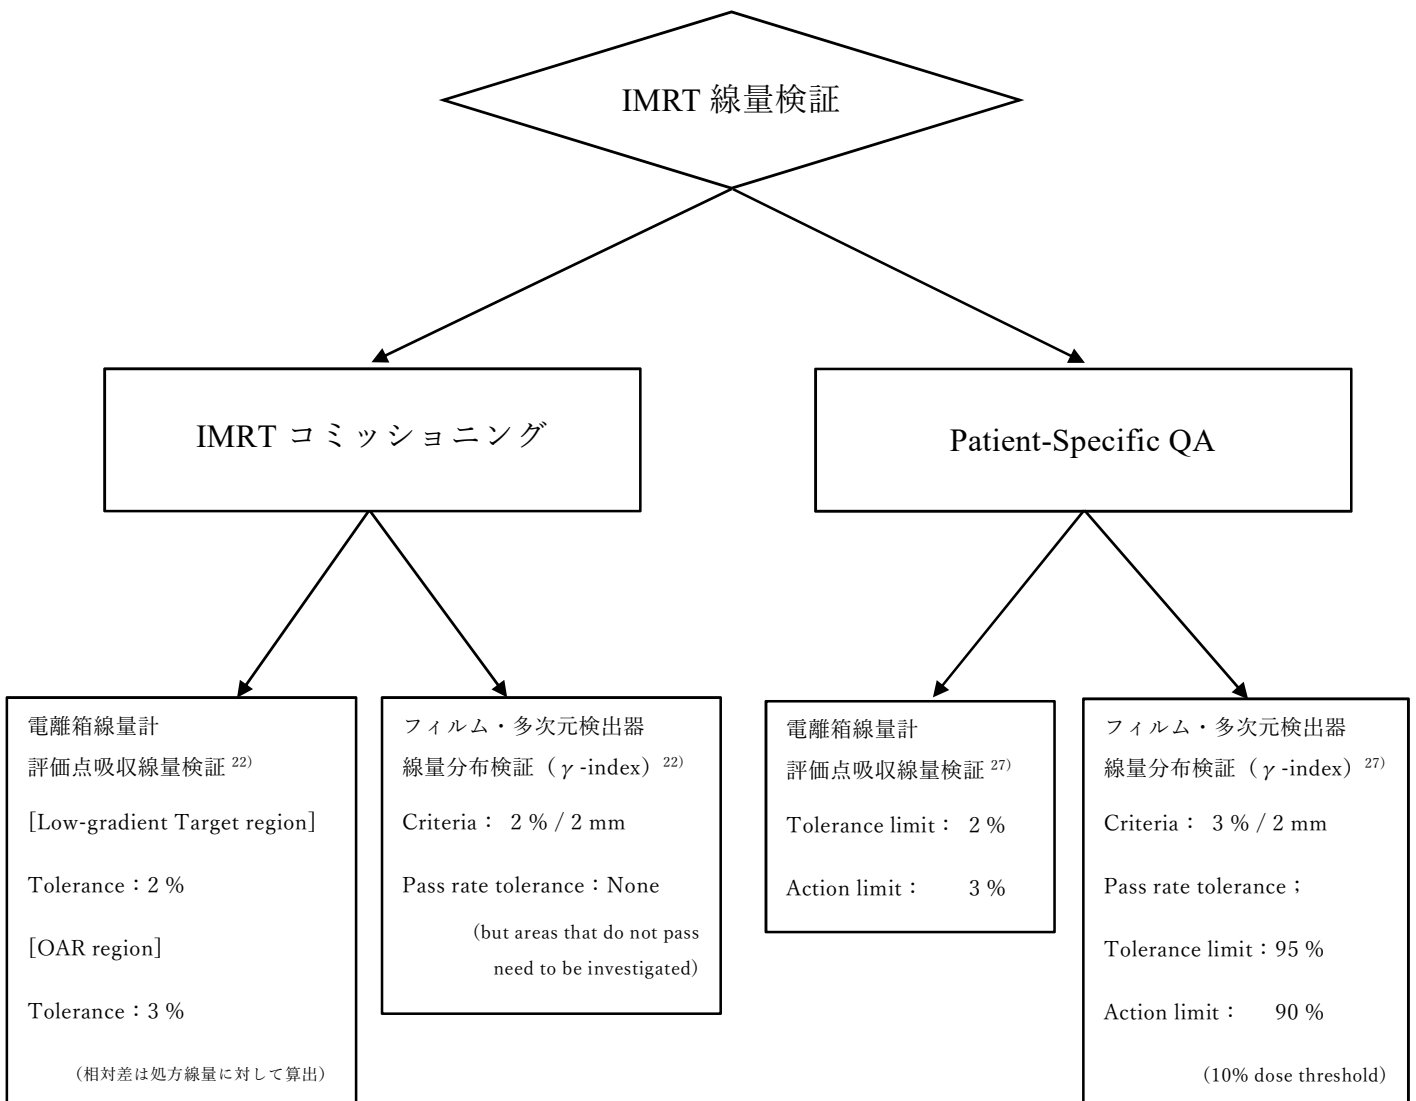 IMRT 線量検証
IMRT コミッショニング
Patient-Specific QA
電離箱線量計
評価点吸収線量検証 22)
[Low-gradient Target region]
Tolerance：2 %
[OAR region]
Tolerance：3 %
（相対差は処方線量に対して算出）
フィルム・多次元検出器
線量分布検証（γ-index）22)
Criteria： 2 % / 2 mm
Pass rate tolerance：None
(but areas that do not pass
need to be investigated)
電離箱線量計
評価点吸収線量検証 27)
Tolerance limit： 2 %
Action limit： 3 %
フィルム・多次元検出器
線量分布検証（γ-index）27)
Criteria： 3 % / 2 mm
Pass rate tolerance；
Tolerance limit：95 %
Action limit： 90 %
(10% dose threshold)